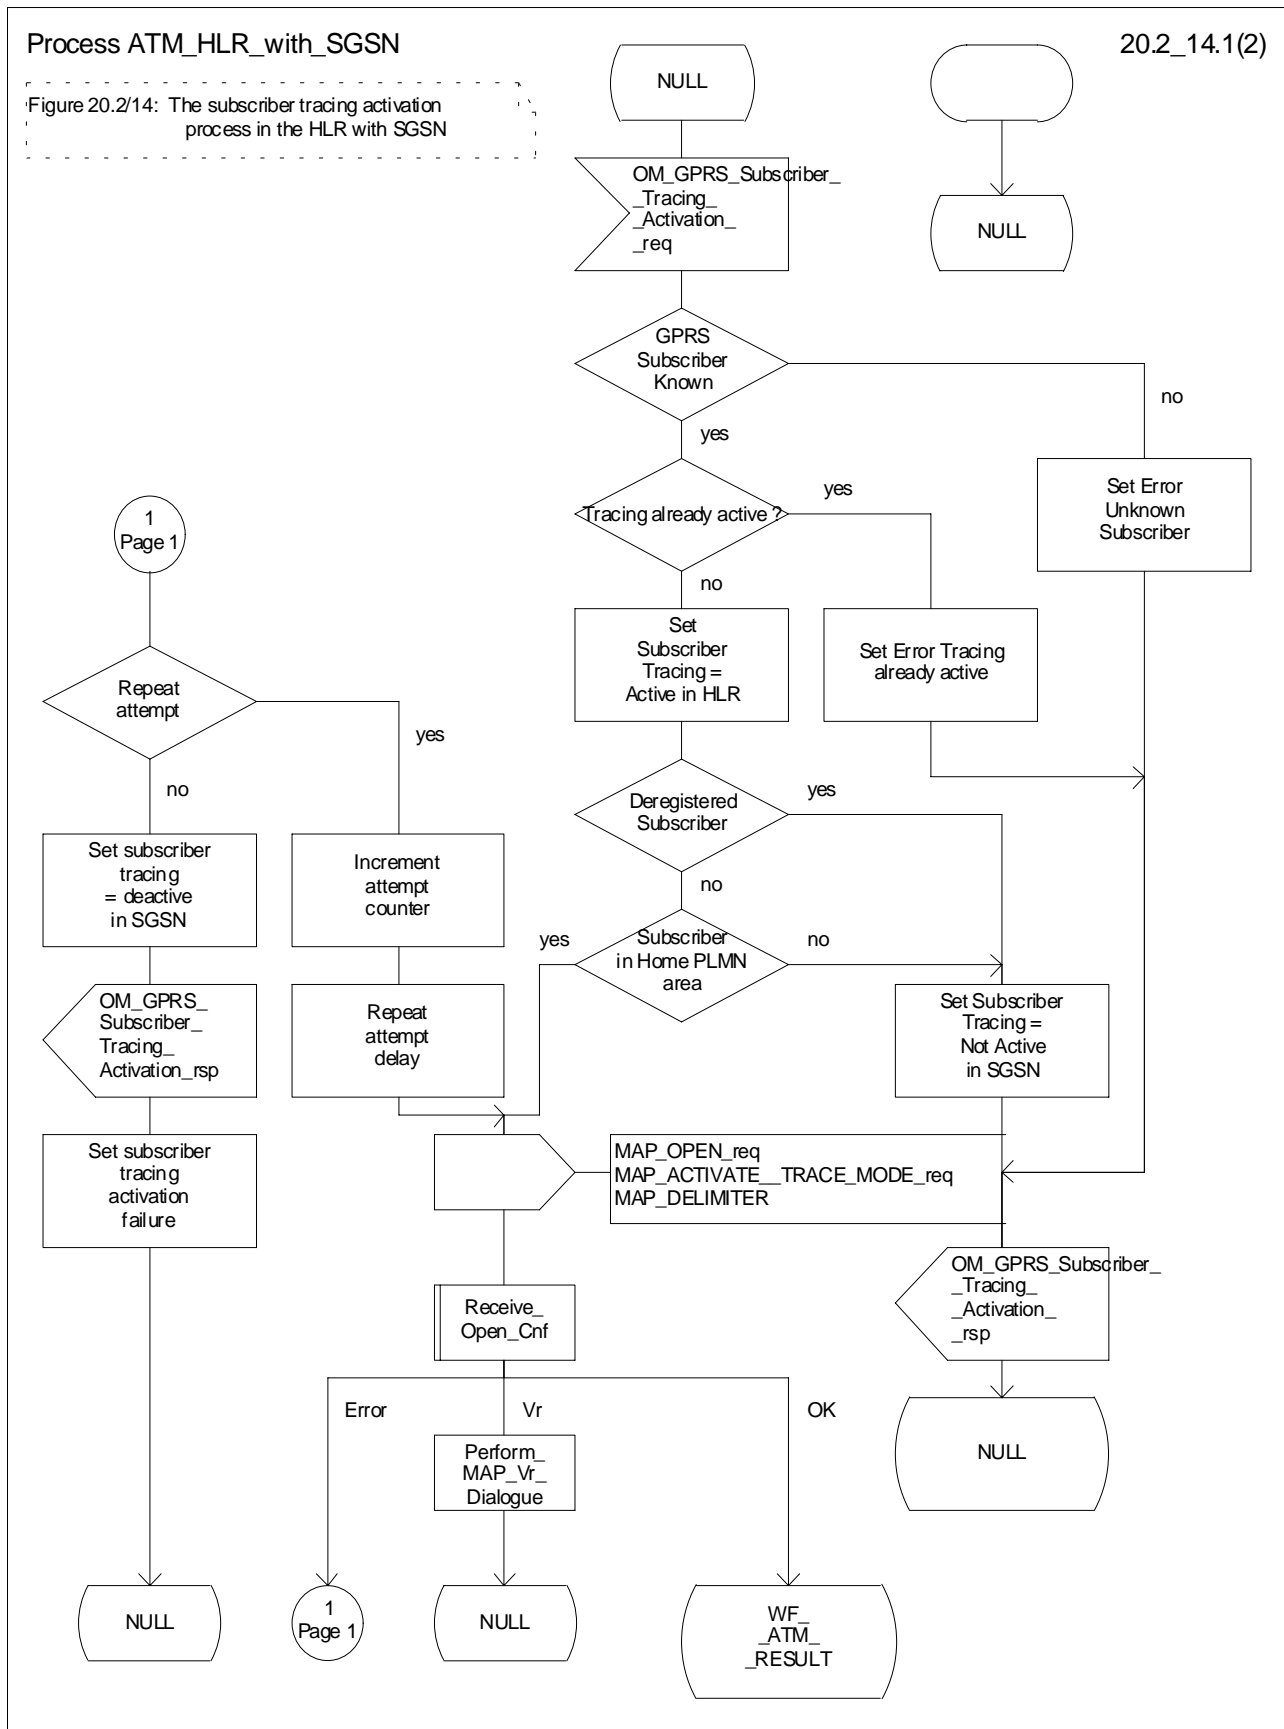 Process ATM_HLR_with_SGSN
20.2_14.1(2)
Figure 20.2/14: The subscriber tracing activation
process in the HLR with SGSN
NULL
OM_GPRS_Subscriber_
_Tracing_
_Activation_
_req
NULL
GPRS
Subscriber
Known
no
yes
Tracing already active ?
yes
no
Set Error
Unknown
Subscriber
1
Page 1
Set
Subscriber
Tracing =
Active in HLR
Set Error Tracing
already active
Repeat
attempt
yes
no
Deregistered
Subscriber
yes
no
Set subscriber
tracing
= deactive
in SGSN
Increment
attempt
counter
yes
Subscriber
in Home PLMN
area
no
OM_GPRS_
Subscriber_
Tracing_
Activation_rsp
Repeat
attempt
delay
Set Subscriber
Tracing =
Not Active
in SGSN
Set subscriber
tracing
activation
failure
MAP_OPEN_req
MAP_ACTIVATE__TRACE_MODE_req
MAP_DELIMITER
OM_GPRS_Subscriber_
_Tracing_
_Activation_
_rsp
Receive_
Open_Cnf
Error
Vr
OK
NULL
Perform_
MAP_Vr_
Dialogue
NULL
1
Page 1
NULL
WF_
_ATM_
_RESULT